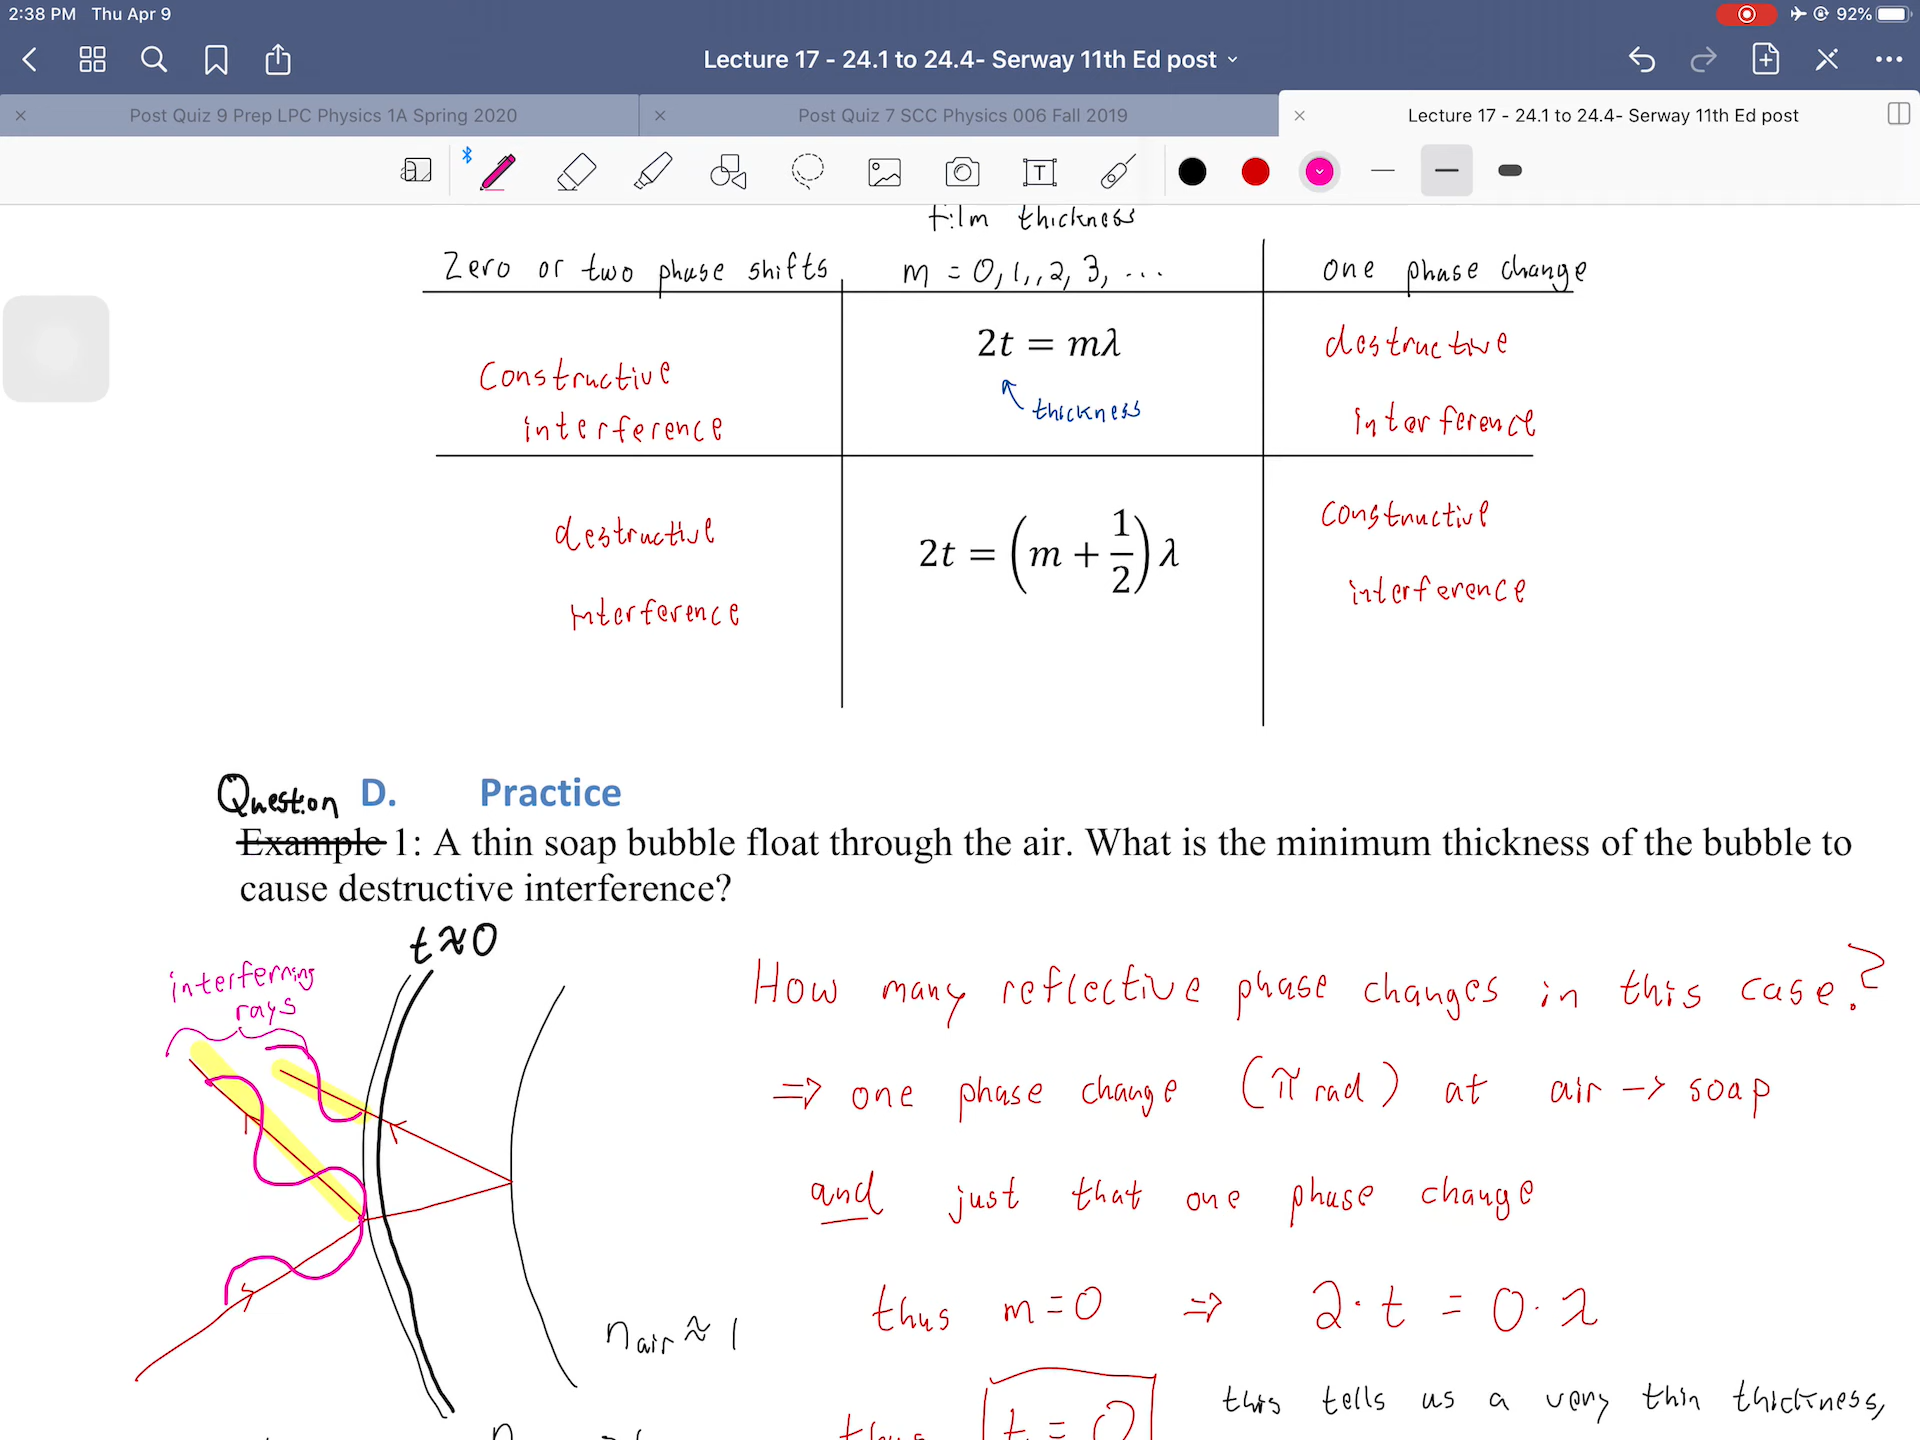 2:38 PM Thu Apr 9
92%
Lecture 17 - 24.1 to 24.4- Serway 11th Ed post
Post Quiz 9 Prep LPC Physics 1A Spring 2020
Post Quiz 7 SCC Physics 006 Fall 2019
Lecture 17 - 24.1 to 24.4- Serway 11th Ed post
film thickness
Zero or two phase shifts
m = 0, 1, , 2, 3, ...
one phase change
2t = mλ
thickness
Constructive
interference
destructive
interference
destructive
interference
2t = (m + 1/2) λ
Constructive
interference
Question D. Practice
Example 1: A thin soap bubble float through the air. What is the minimum thickness of the bubble to
cause destructive interference?
t ≈ 0
interferring
rays
How many reflective phase changes in this case?
⇒ one phase change (π rad) at air → soap
and just that one phase change
thus m = 0 ⇒ 2 · t = 0 · λ
n air ≈ 1
thus t = 0
this tells us a very thin thickness,